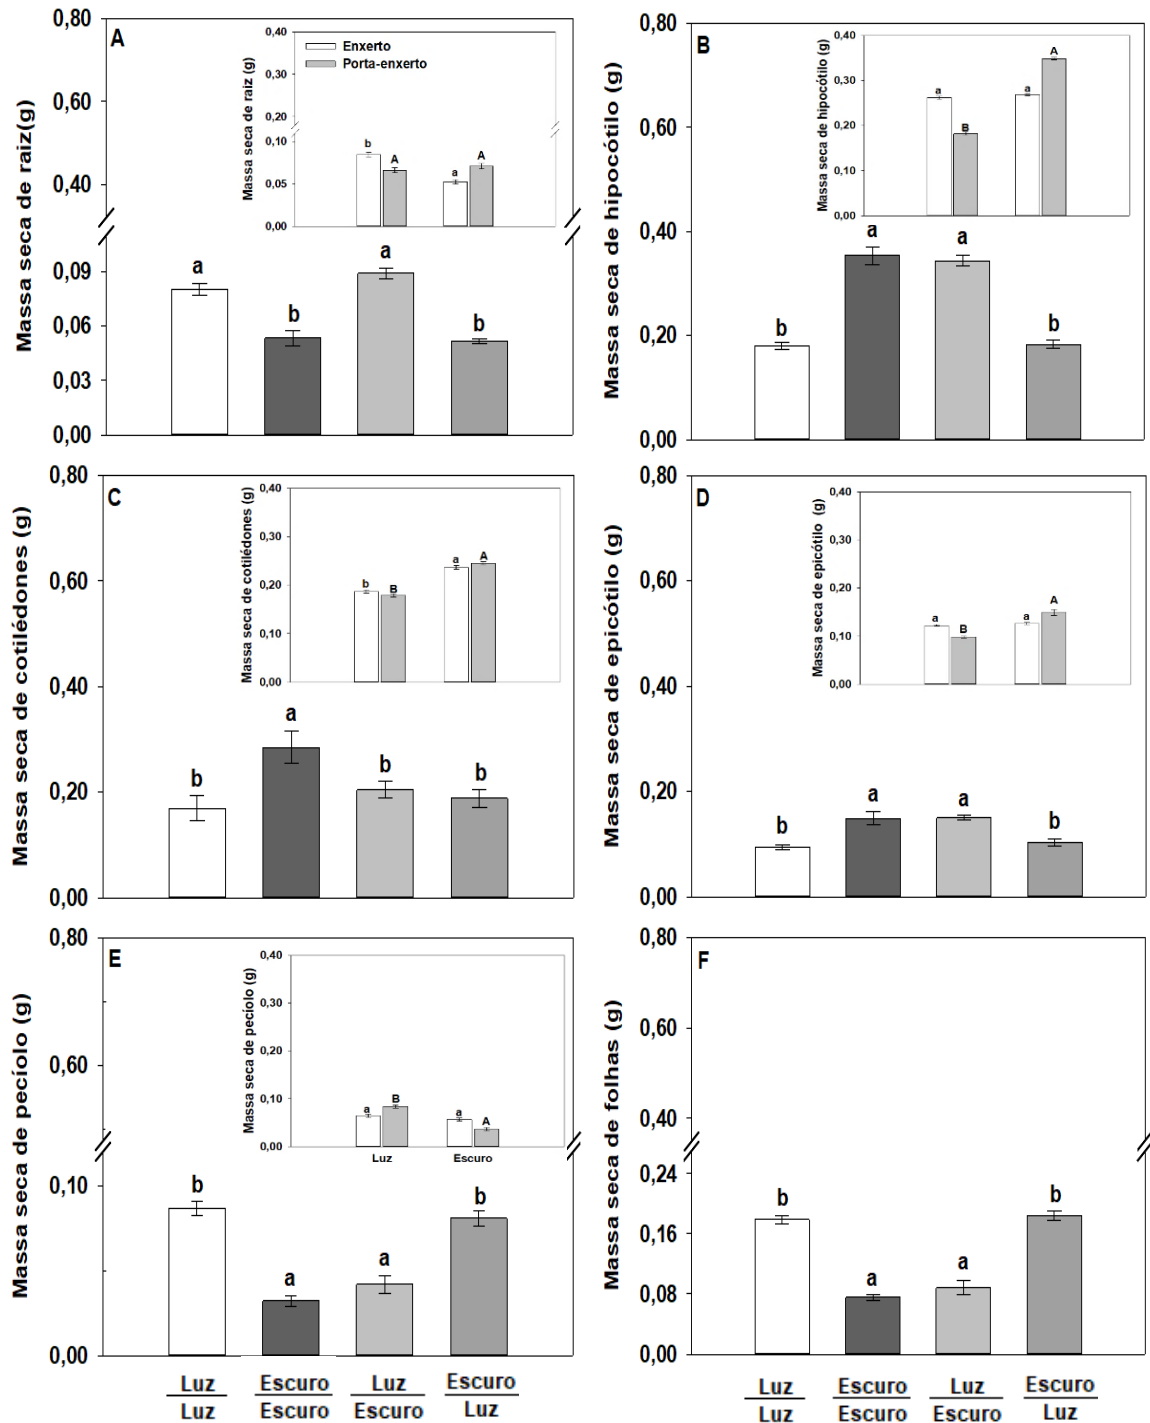 A
Massa seca de raiz(g)
0,80
0,60
0,40
0,09
0,06
0,03
0,00
a
b
a
b
Massa seca de raiz (g)
0,40
0,30
0,20
0,10
0,05
0,00
Enxerto
Porta-enxerto
b
A
a
A
B
Massa seca de hipocótilo (g)
0,80
0,60
0,40
0,20
0,00
b
a
a
b
Massa seca de hipocótilo (g)
0,40
0,30
0,20
0,10
0,00
a
B
a
A
C
Massa seca de cotilédones (g)
0,80
0,60
0,40
0,20
0,00
b
a
b
b
Massa seca de cotilédones (g)
0,40
0,30
0,20
0,10
0,00
b
B
a
A
D
Massa seca de epicótilo (g)
0,80
0,60
0,40
0,20
0,00
b
a
a
b
Massa seca de epicótilo (g)
0,40
0,30
0,20
0,10
0,00
a
B
a
A
E
Massa seca de pecíolo (g)
0,80
0,60
0,10
0,00
b
a
a
b
Massa seca de pecíolo (g)
0,40
0,30
0,20
0,10
0,00
a
B
a
A
Luz Escuro
F
Massa seca de folhas (g)
0,80
0,60
0,40
0,24
0,16
0,08
0,00
b
a
a
b
Luz Escuro Luz Escuro
Luz Escuro Escuro Luz
Luz Escuro Luz Escuro
Luz Escuro Escuro Luz